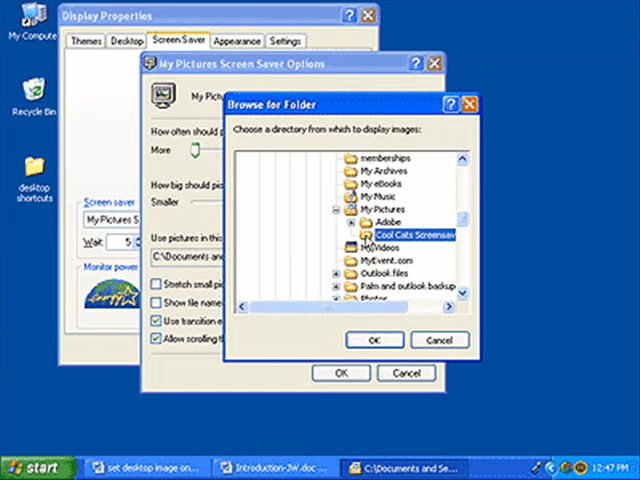 My Compute
Recycle Bin
desktop
shortcuts
Display Properties
Themes
Desktop
Screen Saver
Appearance
Settings
Screen saver
My Pictures S
Wait:
5
Monitor power
My Pictures Screen Saver Options
My Pictu
How often should p
More
How big should pic
Smaller
Use pictures in this
C:\Documents and
Stretch small pi
Show file name
Use transition e
Allow scrolling th
OK
Cancel
Browse for Folder
Choose a directory from which to display images:
memberships
My Archives
My eBooks
My Music
My Pictures
Adobe
Cool Cats Screensav
My Videos
MyEvent.com
Outlook files
Palm and outlook backup
Photos
OK
Cancel
start
set desktop image on...
Introduction-JW.doc ...
C:\Documents and Se...
12:47 PM